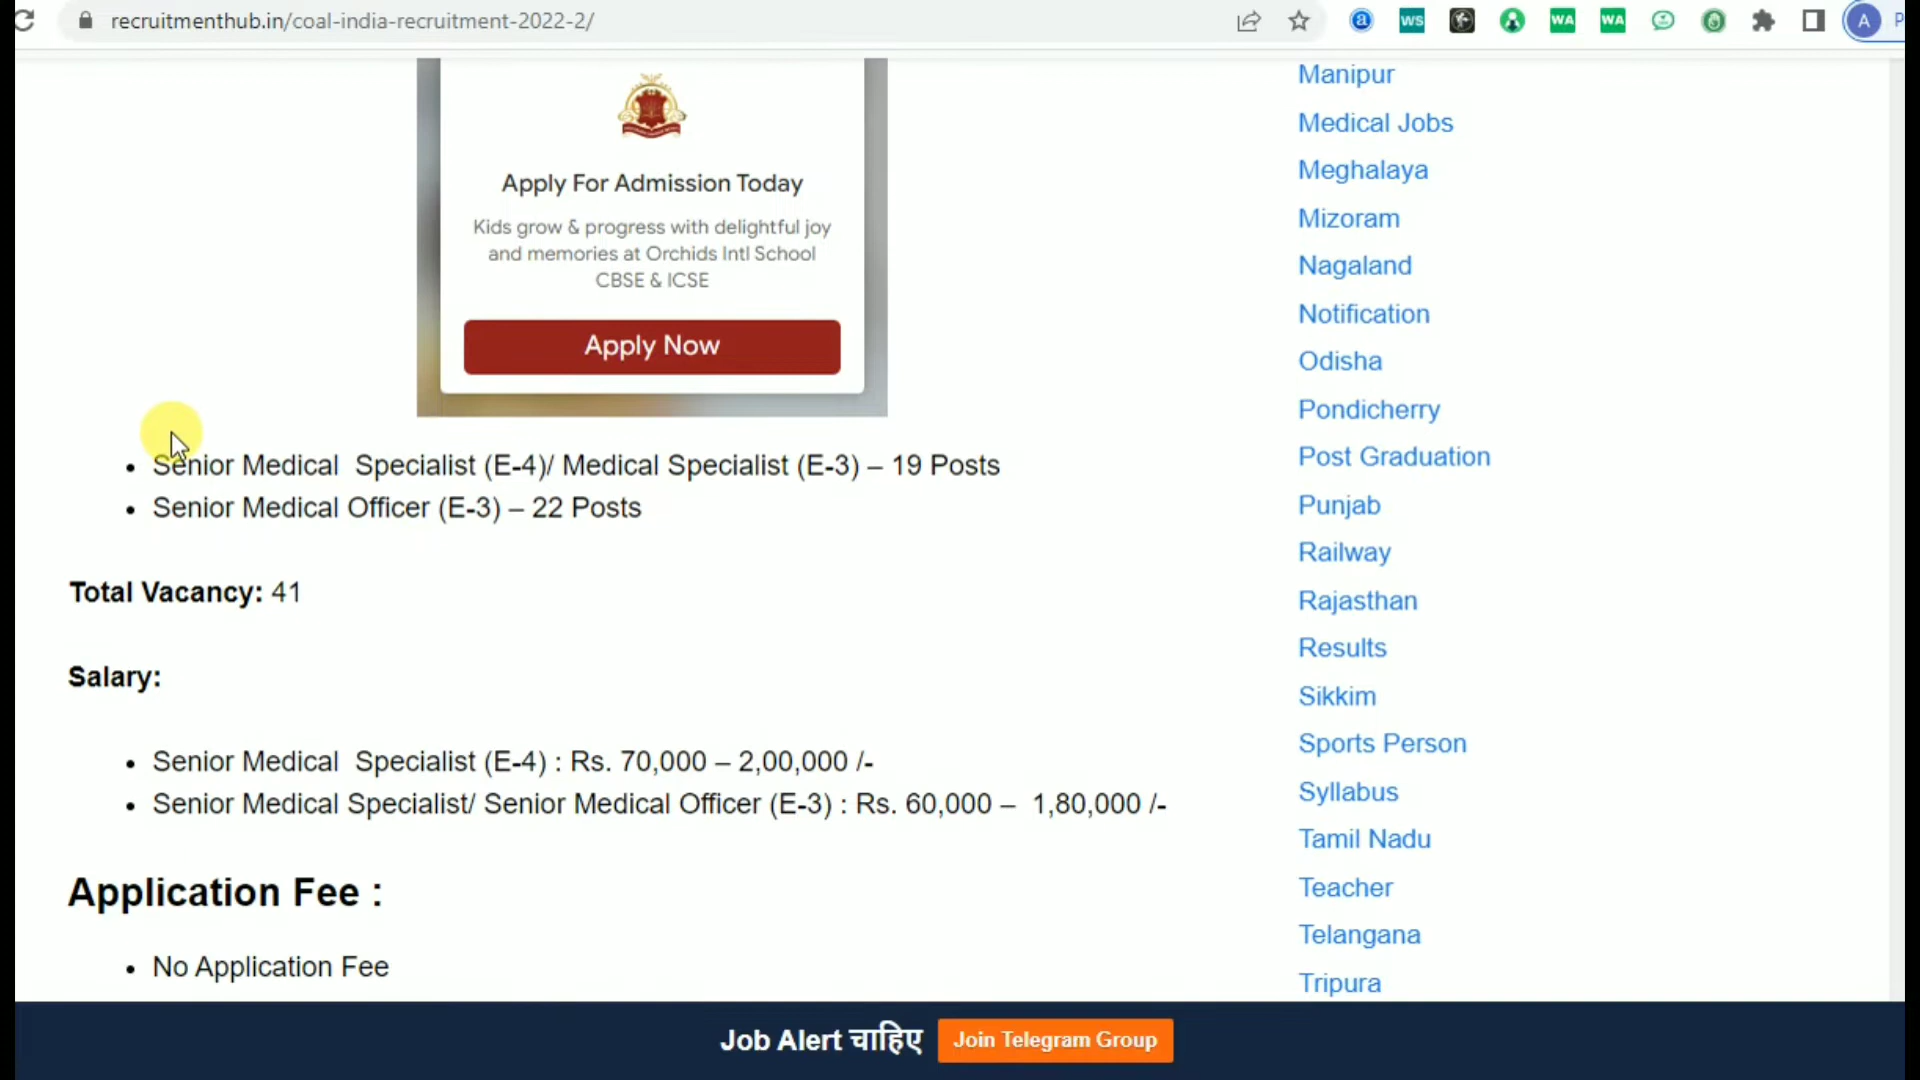 recruitmenthub.in/coal-india-recruitment-2022-2/
Apply For Admission Today
Kids grow & progress with delightful joy
and memories at Orchids Intl School
CBSE & ICSE
Apply Now
Senior Medical Specialist (E-4)/ Medical Specialist (E-3) – 19 Posts
Senior Medical Officer (E-3) – 22 Posts
Total Vacancy: 41
Salary:
Senior Medical Specialist (E-4) : Rs. 70,000 – 2,00,000 /-
Senior Medical Specialist/ Senior Medical Officer (E-3) : Rs. 60,000 – 1,80,000 /-
Application Fee :
No Application Fee
Manipur
Medical Jobs
Meghalaya
Mizoram
Nagaland
Notification
Odisha
Pondicherry
Post Graduation
Punjab
Railway
Rajasthan
Results
Sikkim
Sports Person
Syllabus
Tamil Nadu
Teacher
Telangana
Tripura
Job Alert चाहिए
Join Telegram Group
a
WS
WA
WA
A
P